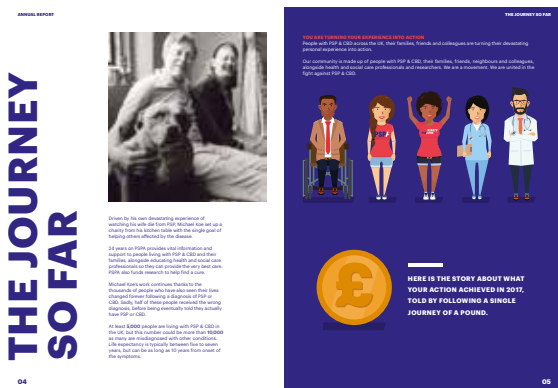 ANNUAL REPORT
THE JOURNEY
SO FAR
Driven by his own devastating experience of
watching his wife die from PSP, Michael Koe set up a
charity from his kitchen table with the single goal of
helping others affected by the disease.
24 years on PSPA provides vital information and
support to people living with PSP & CBD and their
families, alongside educating health and social care
professionals so they can provide the very best care.
PSPA also funds research to help find a cure.
Michael Koe's work continues thanks to the
thousands of people who have also seen their lives
changed forever following a diagnosis of PSP or
CBD. Sadly, half of these people received the wrong
diagnosis, before being eventually told they actually
have PSP or CBD.
At least 5,000 people are living with PSP & CBD in
the UK, but this number could be more than 10,000
as many are misdiagnosed with other conditions.
Life expectancy is typically between five to seven
years, but can be as long as 10 years from onset of
the symptoms.
04
THE JOURNEY SO FAR
YOU ARE TURNING YOUR EXPERIENCE INTO ACTION
People with PSP & CBD across the UK, their families, friends and colleagues are turning their devastating
personal experience into action.
Our community is made up of people with PSP & CBD, their families, friends, neighbours and colleagues,
alongside health and social care professionals and researchers. We are a movement. We are united in the
fight against PSP & CBD.
£
HERE IS THE STORY ABOUT WHAT
YOUR ACTION ACHIEVED IN 2017,
TOLD BY FOLLOWING A SINGLE
JOURNEY OF A POUND.
05